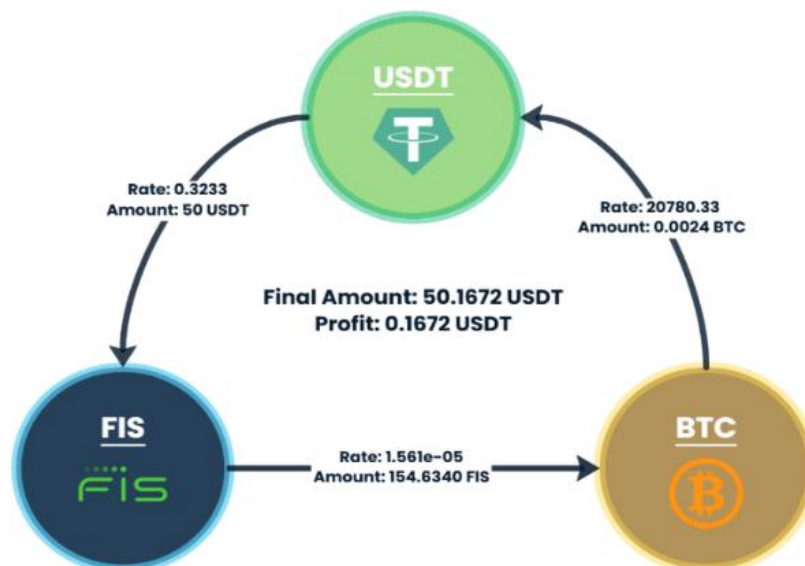 USDT
T
Rate: 0.3233
Amount: 50 USDT
Rate: 20780.33
Amount: 0.0024 BTC
Final Amount: 50.1672 USDT
Profit: 0.1672 USDT
FIS
FIS
Rate: 1.561e-05
Amount: 154.6340 FIS
BTC
B